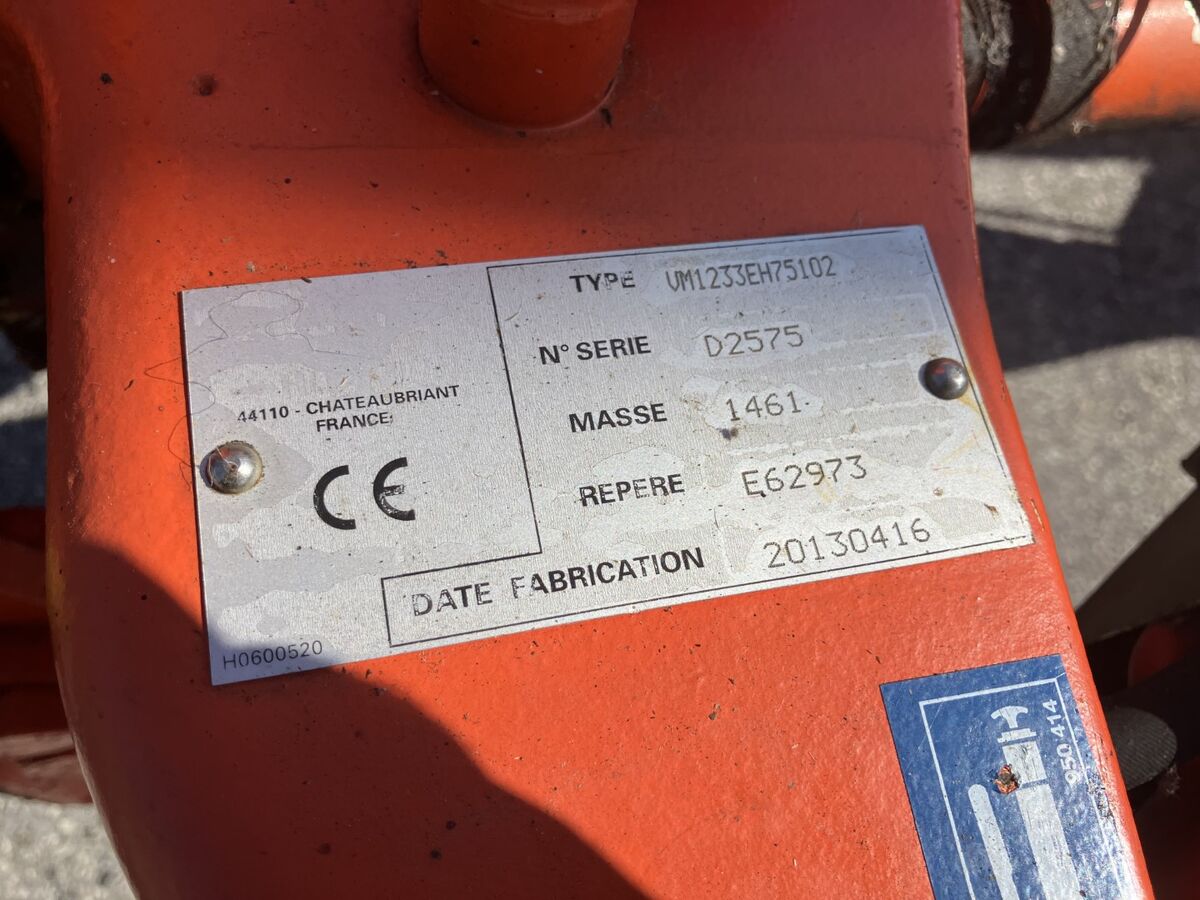 TYPE VM1233EH75102
N° SERIE D2575
44110 - CHATEAUBRIANT
FRANCE
MASSE 1461
CE
REPERE E62973
DATE FABRICATION 20130416
H0600520
950 414